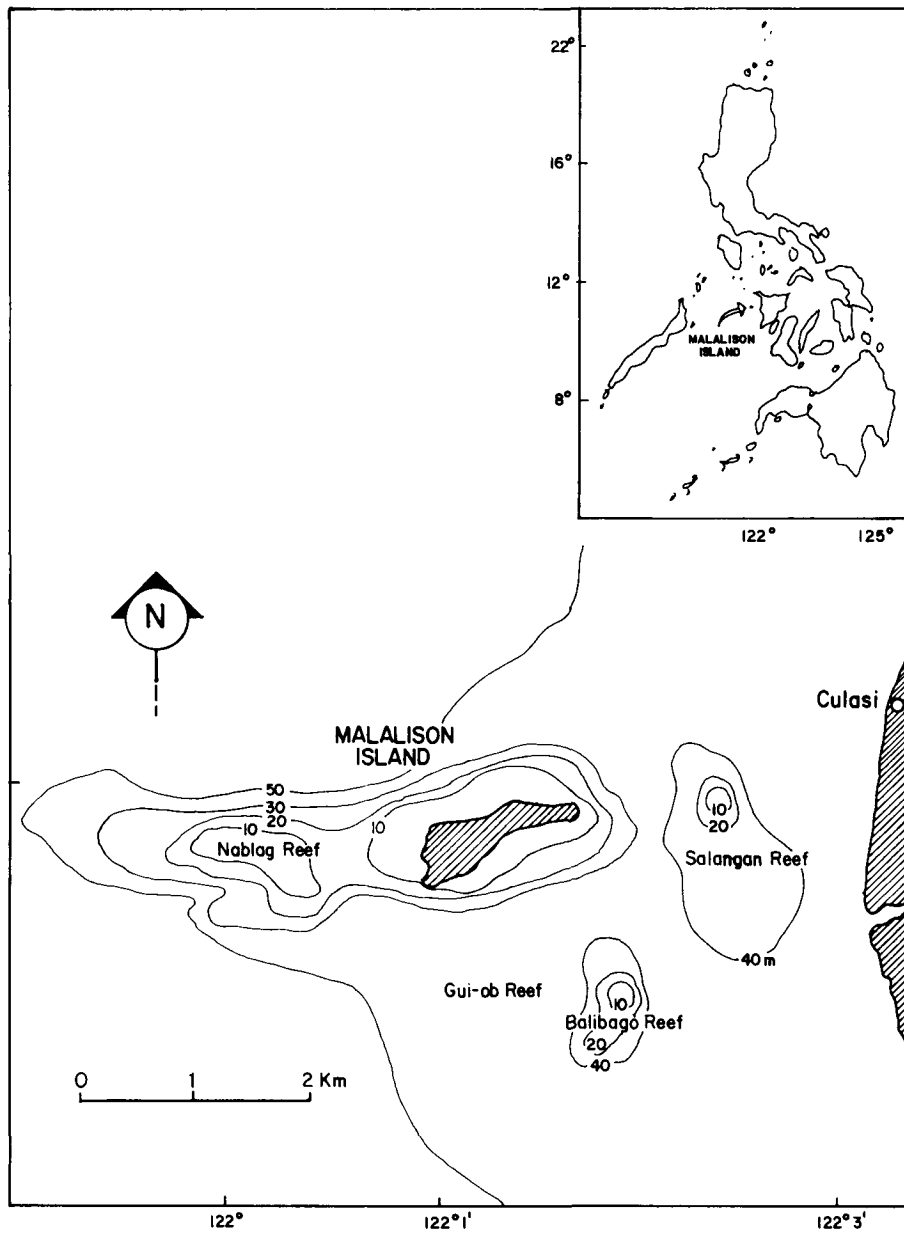 22°
16°
12°
8°
MALALISON
ISLAND
122° 125°
N
Culasi
MALALISON
ISLAND
50
30
20
10
10
Nablag Reef
10
20
Salangan Reef
40 m
Gui-ob Reef
10
Balibago Reef
20
40
0 1 2 Km
122° 122°1' 122°3'